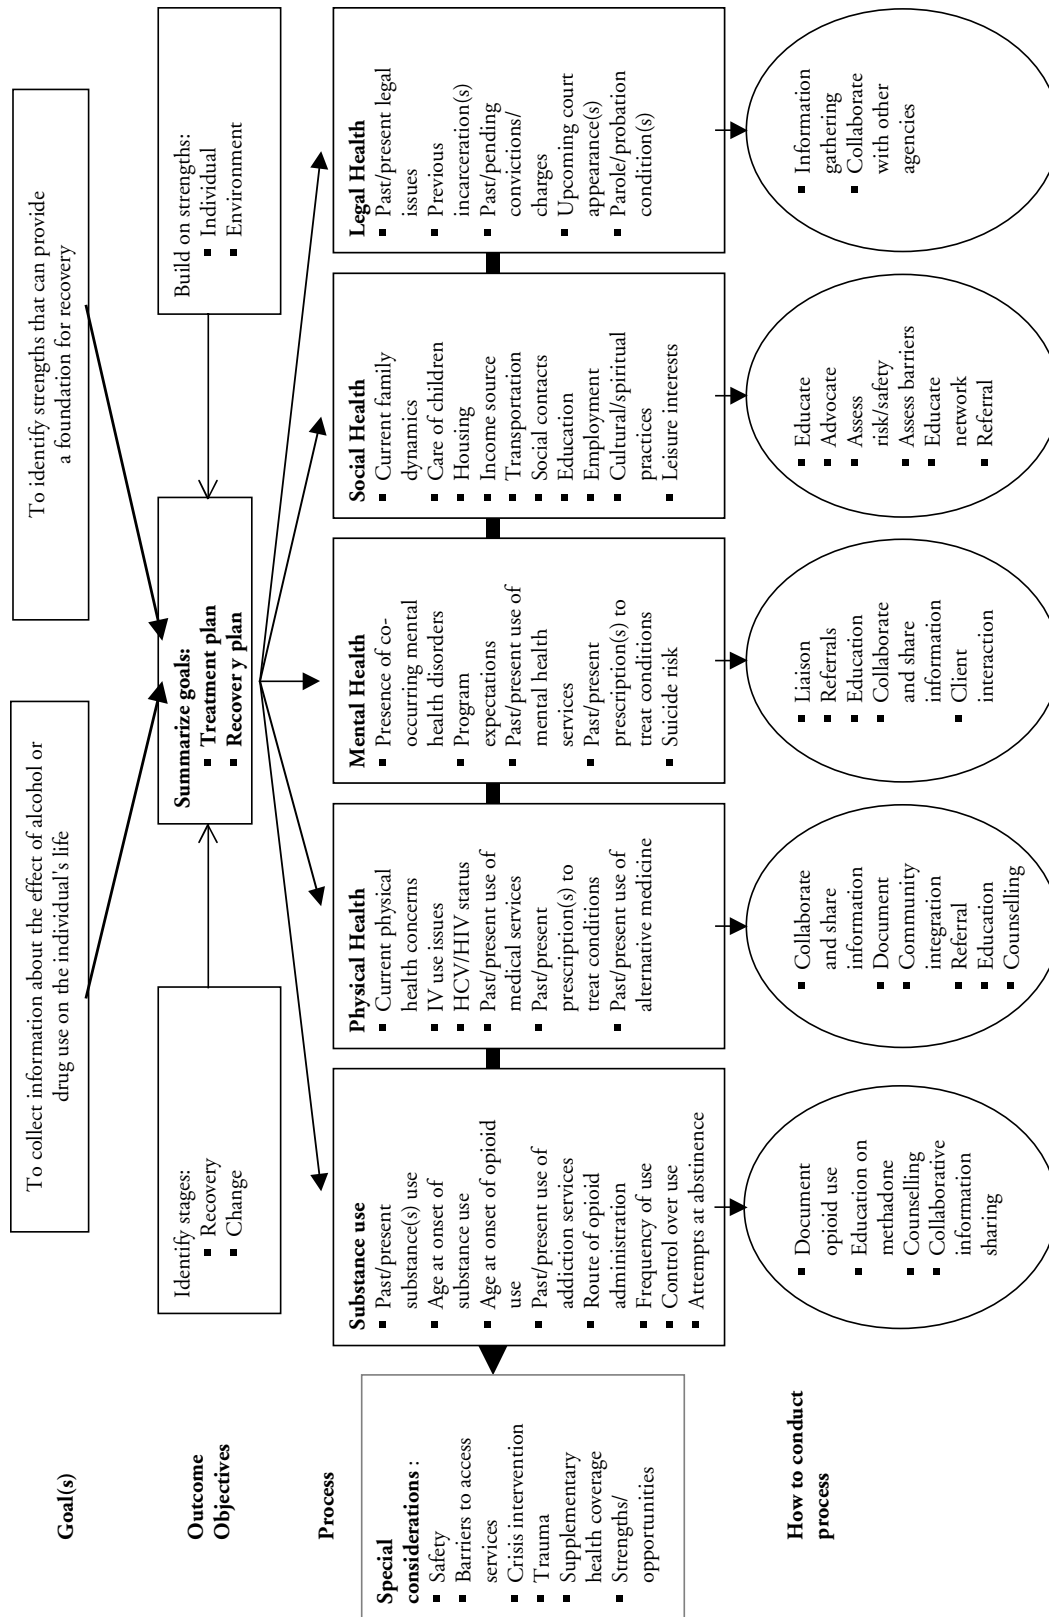 Goal(s)
To collect information about the effect of alcohol or
drug use on the individual's life
To identify strengths that can provide
a foundation for recovery
Outcome
Objectives
Identify stages:
▪ Recovery
▪ Change
Summarize goals:
▪ Treatment plan
▪ Recovery plan
Build on strengths:
▪ Individual
▪ Environment
Process
Special
considerations :
▪ Safety
▪ Barriers to access
services
▪ Crisis intervention
▪ Trauma
▪ Supplementary
health coverage
▪ Strengths/
opportunities
Substance use
▪ Past/present
substance(s) use
▪ Age at onset of
substance use
▪ Age at onset of opioid
use
▪ Past/present use of
addiction services
▪ Route of opioid
administration
▪ Frequency of use
▪ Control over use
▪ Attempts at abstinence
Physical Health
▪ Current physical
health concerns
▪ IV use issues
▪ HCV/HIV status
▪ Past/present use of
medical services
▪ Past/present
prescription(s) to
treat conditions
▪ Past/present use of
alternative medicine
Mental Health
▪ Presence of co-
occurring mental
health disorders
▪ Program
expectations
▪ Past/present use of
mental health
services
▪ Past/present
prescription(s) to
treat conditions
▪ Suicide risk
Social Health
▪ Current family
dynamics
▪ Care of children
▪ Housing
▪ Income source
▪ Transportation
▪ Social contacts
▪ Education
▪ Employment
▪ Cultural/spiritual
practices
▪ Leisure interests
Legal Health
▪ Past/present legal
issues
▪ Previous
incarceration(s)
▪ Past/pending
convictions/
charges
▪ Upcoming court
appearance(s)
▪ Parole/probation
condition(s)
How to conduct
process
▪ Document
opioid use
▪ Education on
methadone
▪ Counselling
▪ Collaborative
information
sharing
▪ Collaborate
and share
information
▪ Document
▪ Community
integration
▪ Referral
▪ Education
▪ Counselling
▪ Liaison
▪ Referrals
▪ Education
▪ Collaborate
and share
information
▪ Client
interaction
▪ Educate
▪ Advocate
▪ Assess
risk/safety
▪ Assess barriers
▪ Educate
network
▪ Referral
▪ Information
gathering
▪ Collaborate
with other
agencies